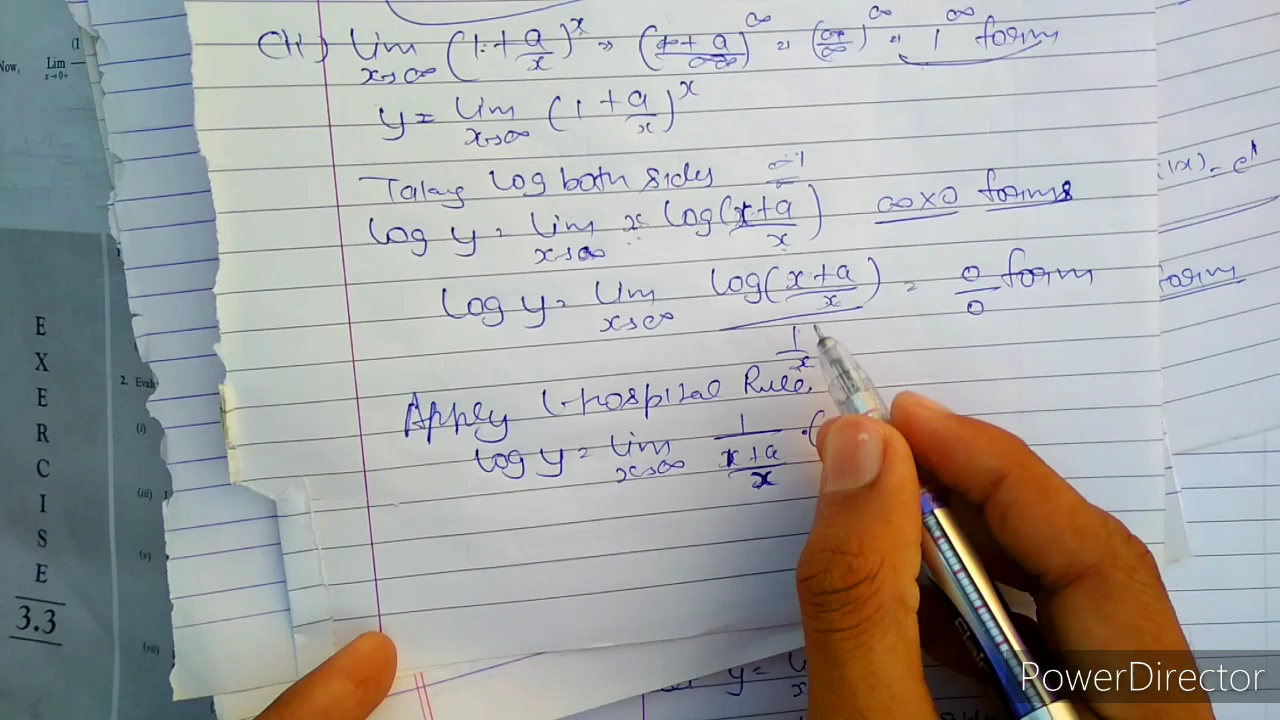 (ii) lim x→∞ (1 + a/x)^x ⇒ (∞ + a/∞)^∞ = (∞/∞)^∞ = 1^∞ form
y = lim x→∞ (1 + a/x)^x
Taking Log both sides
log y = lim x→∞ x log(x+a/x) ∞×0 forms
log y = lim x→∞ log(x+a/x) / 1/x = 0/0 form
Apply L-Hospital Rule.
log y = lim x→∞ 1/(x+a/x) · (
Now, Lim x→0+
2. Evalu
(i)
(iii)
(v)
(vii)
E
X
E
R
C
I
S
E
3.3
form
y =
PowerDirector